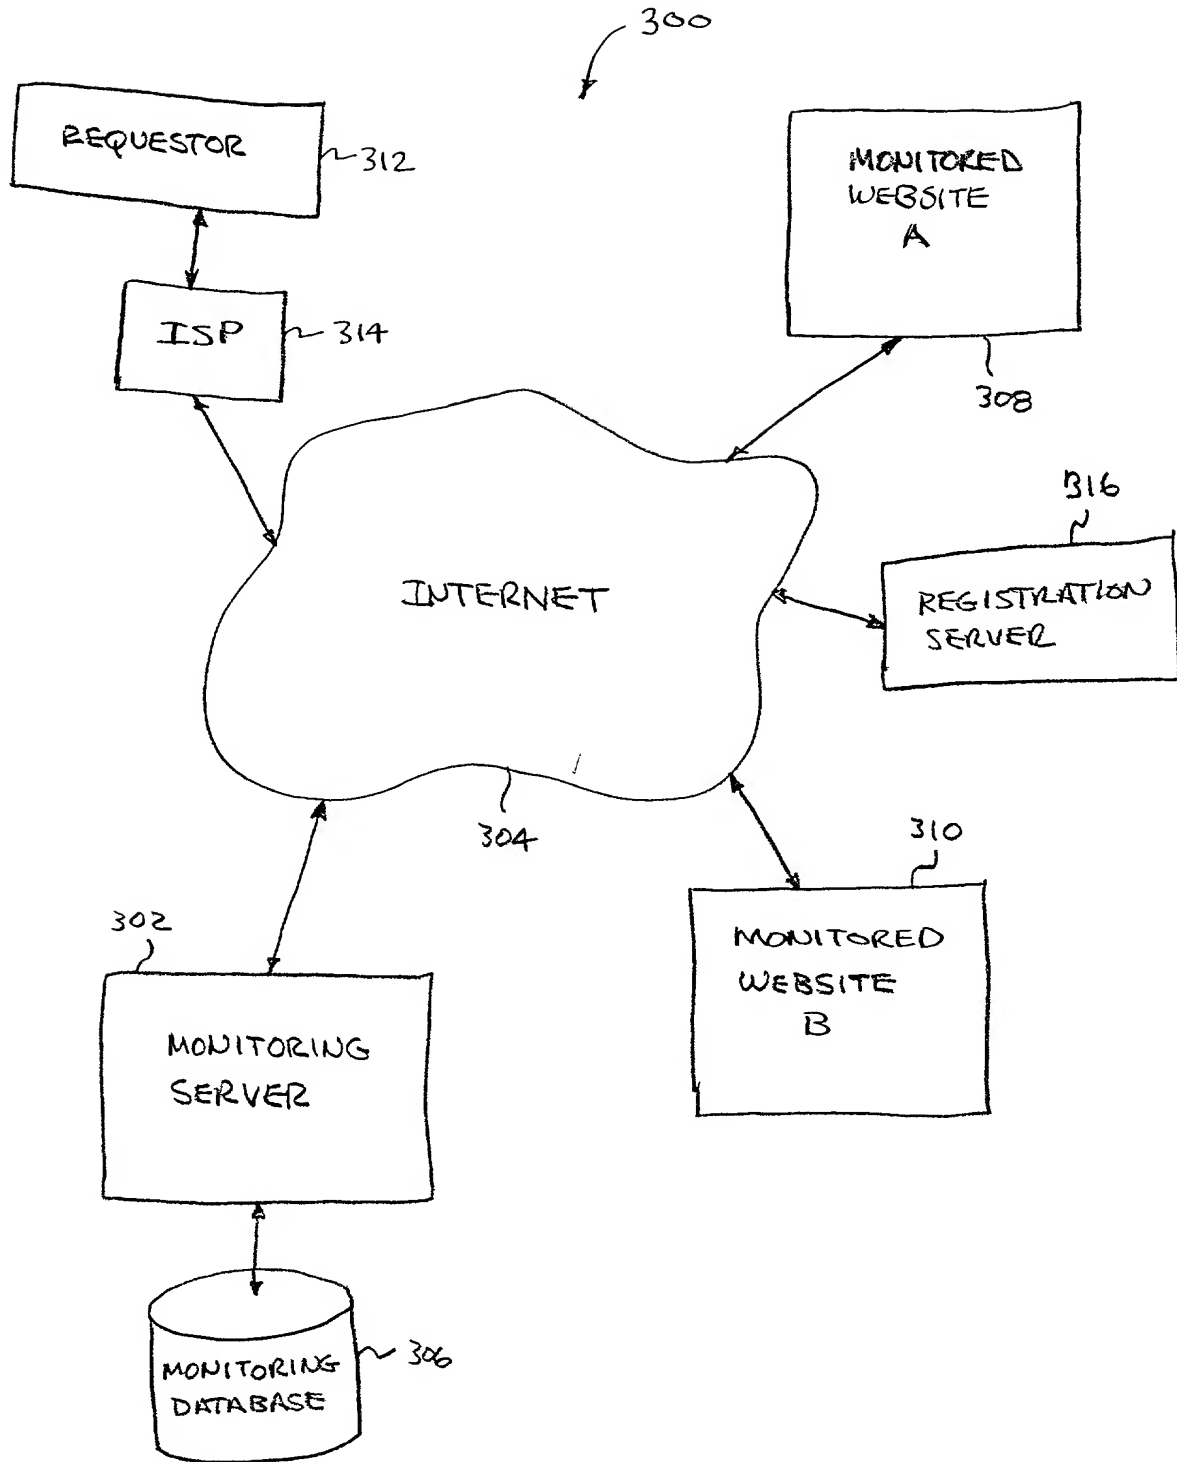 300
REQUESTOR
312
MONITORED
WEBSITE
A
ISP
314
308
316
INTERNET
REGISTRATION
SERVER
304
310
302
MONITORED
WEBSITE
B
MONITORING
SERVER
306
MONITORING
DATABASE